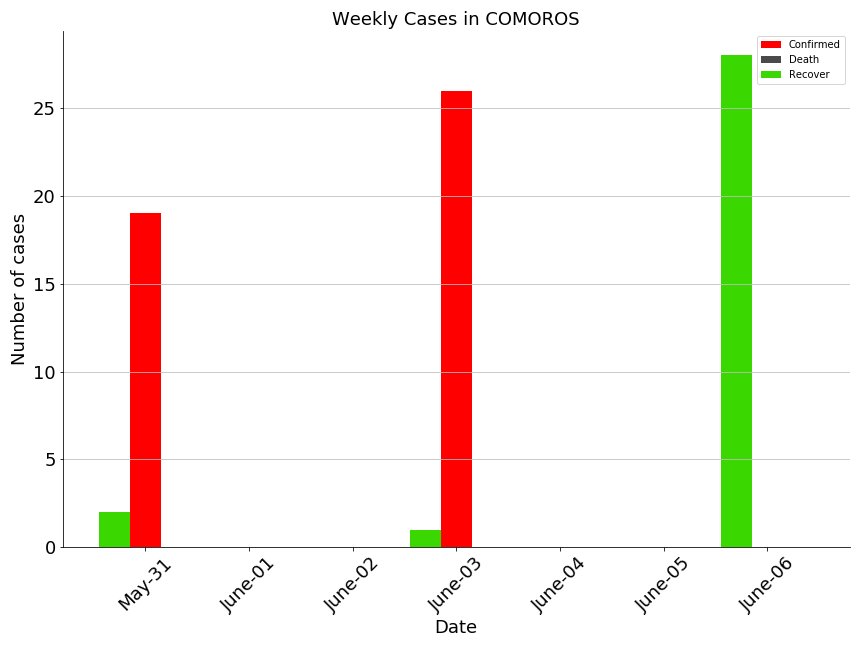 Weekly Cases in COMOROS
Confirmed
Death
Recover
Number of cases
25
20
15
10
5
0
May-31
June-01
June-02
June-03
June-04
June-05
June-06
Date